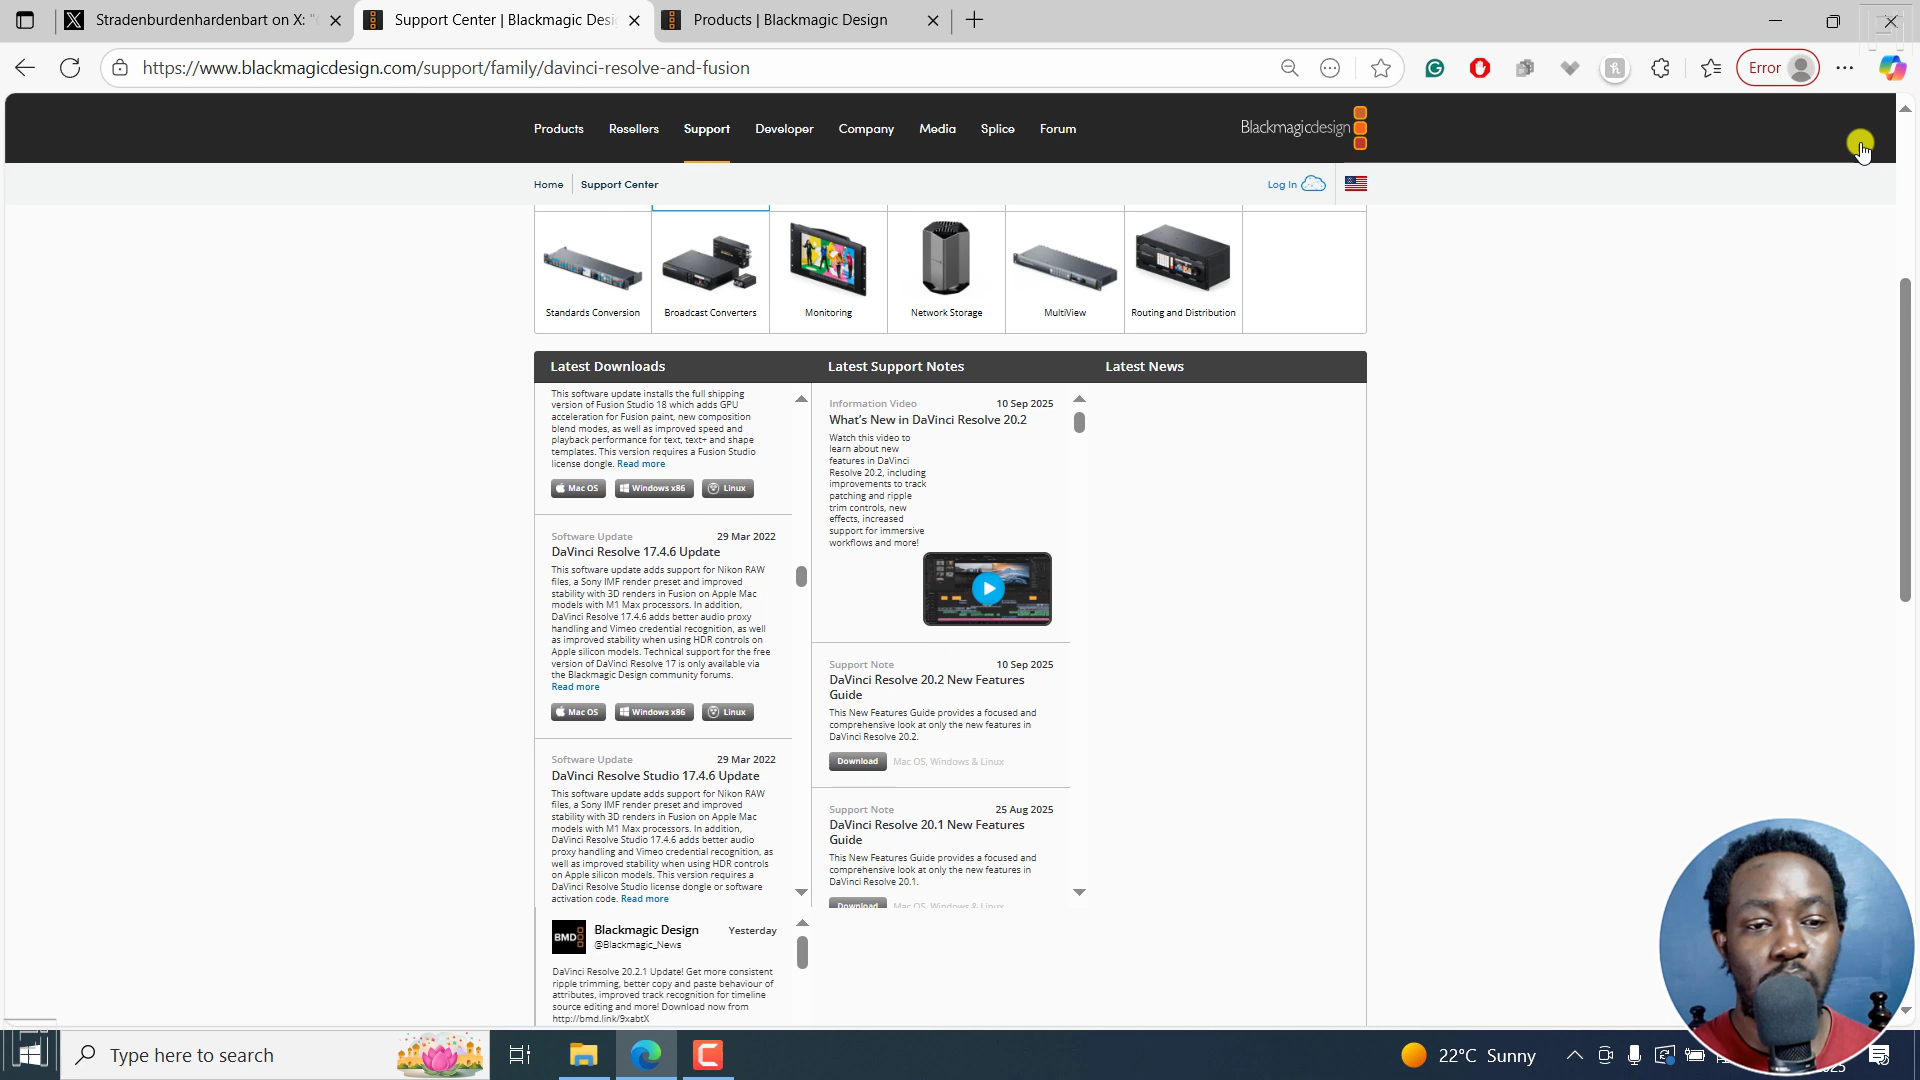 Stradenburdenhardenbart on X: "
Support Center | Blackmagic Desi
Products | Blackmagic Design
https://www.blackmagicdesign.com/support/family/davinci-resolve-and-fusion
Error
Products Resellers Support Developer Company Media Splice Forum
Blackmagicdesign
Home Support Center
Log In
Standards Conversion
Broadcast Converters
Monitoring
Network Storage
MultiView
Routing and Distribution
Latest Downloads
Latest Support Notes
Latest News
This software update installs the full shipping
version of Fusion Studio 18 which adds GPU
acceleration for Fusion paint, new composition
blend modes, as well as improved speed and
playback performance for text, text+ and shape
templates. This version requires a Fusion Studio
license dongle. Read more
Mac OS Windows x86 Linux
Software Update 29 Mar 2022
DaVinci Resolve 17.4.6 Update
This software update adds support for Nikon RAW
files, a Sony IMF render preset and improved
stability with 3D renders in Fusion on Apple Mac
models with M1 Max processors. In addition,
DaVinci Resolve 17.4.6 adds better audio proxy
handling and Vimeo credential recognition, as well
as improved stability when using HDR controls on
Apple silicon models. Technical support for the free
version of DaVinci Resolve 17 is only available via
the Blackmagic Design community forums.
Read more
Mac OS Windows x86 Linux
Software Update 29 Mar 2022
DaVinci Resolve Studio 17.4.6 Update
This software update adds support for Nikon RAW
files, a Sony IMF render preset and improved
stability with 3D renders in Fusion on Apple Mac
models with M1 Max processors. In addition,
DaVinci Resolve Studio 17.4.6 adds better audio
proxy handling and Vimeo credential recognition, as
well as improved stability when using HDR controls
on Apple silicon models. This version requires a
DaVinci Resolve Studio license dongle or software
activation code. Read more
Information Video 10 Sep 2025
What's New in DaVinci Resolve 20.2
Watch this video to
learn about new
features in DaVinci
Resolve 20.2, including
improvements to track
patching and ripple
trim controls, new
effects, increased
support for immersive
workflows and more!
Support Note 10 Sep 2025
DaVinci Resolve 20.2 New Features
Guide
This New Features Guide provides a focused and
comprehensive look at only the new features in
DaVinci Resolve 20.2.
Download Mac OS, Windows & Linux
Support Note 25 Aug 2025
DaVinci Resolve 20.1 New Features
Guide
This New Features Guide provides a focused and
comprehensive look at only the new features in
DaVinci Resolve 20.1.
Download Mac OS, Windows & Linux
BMD
Blackmagic Design Yesterday
@Blackmagic_News
DaVinci Resolve 20.2.1 Update! Get more consistent
ripple trimming, better copy and paste behaviour of
attributes, improved track recognition for timeline
source editing and more! Download now from
http://bmd.link/9xabtX
Type here to search
22°C Sunny